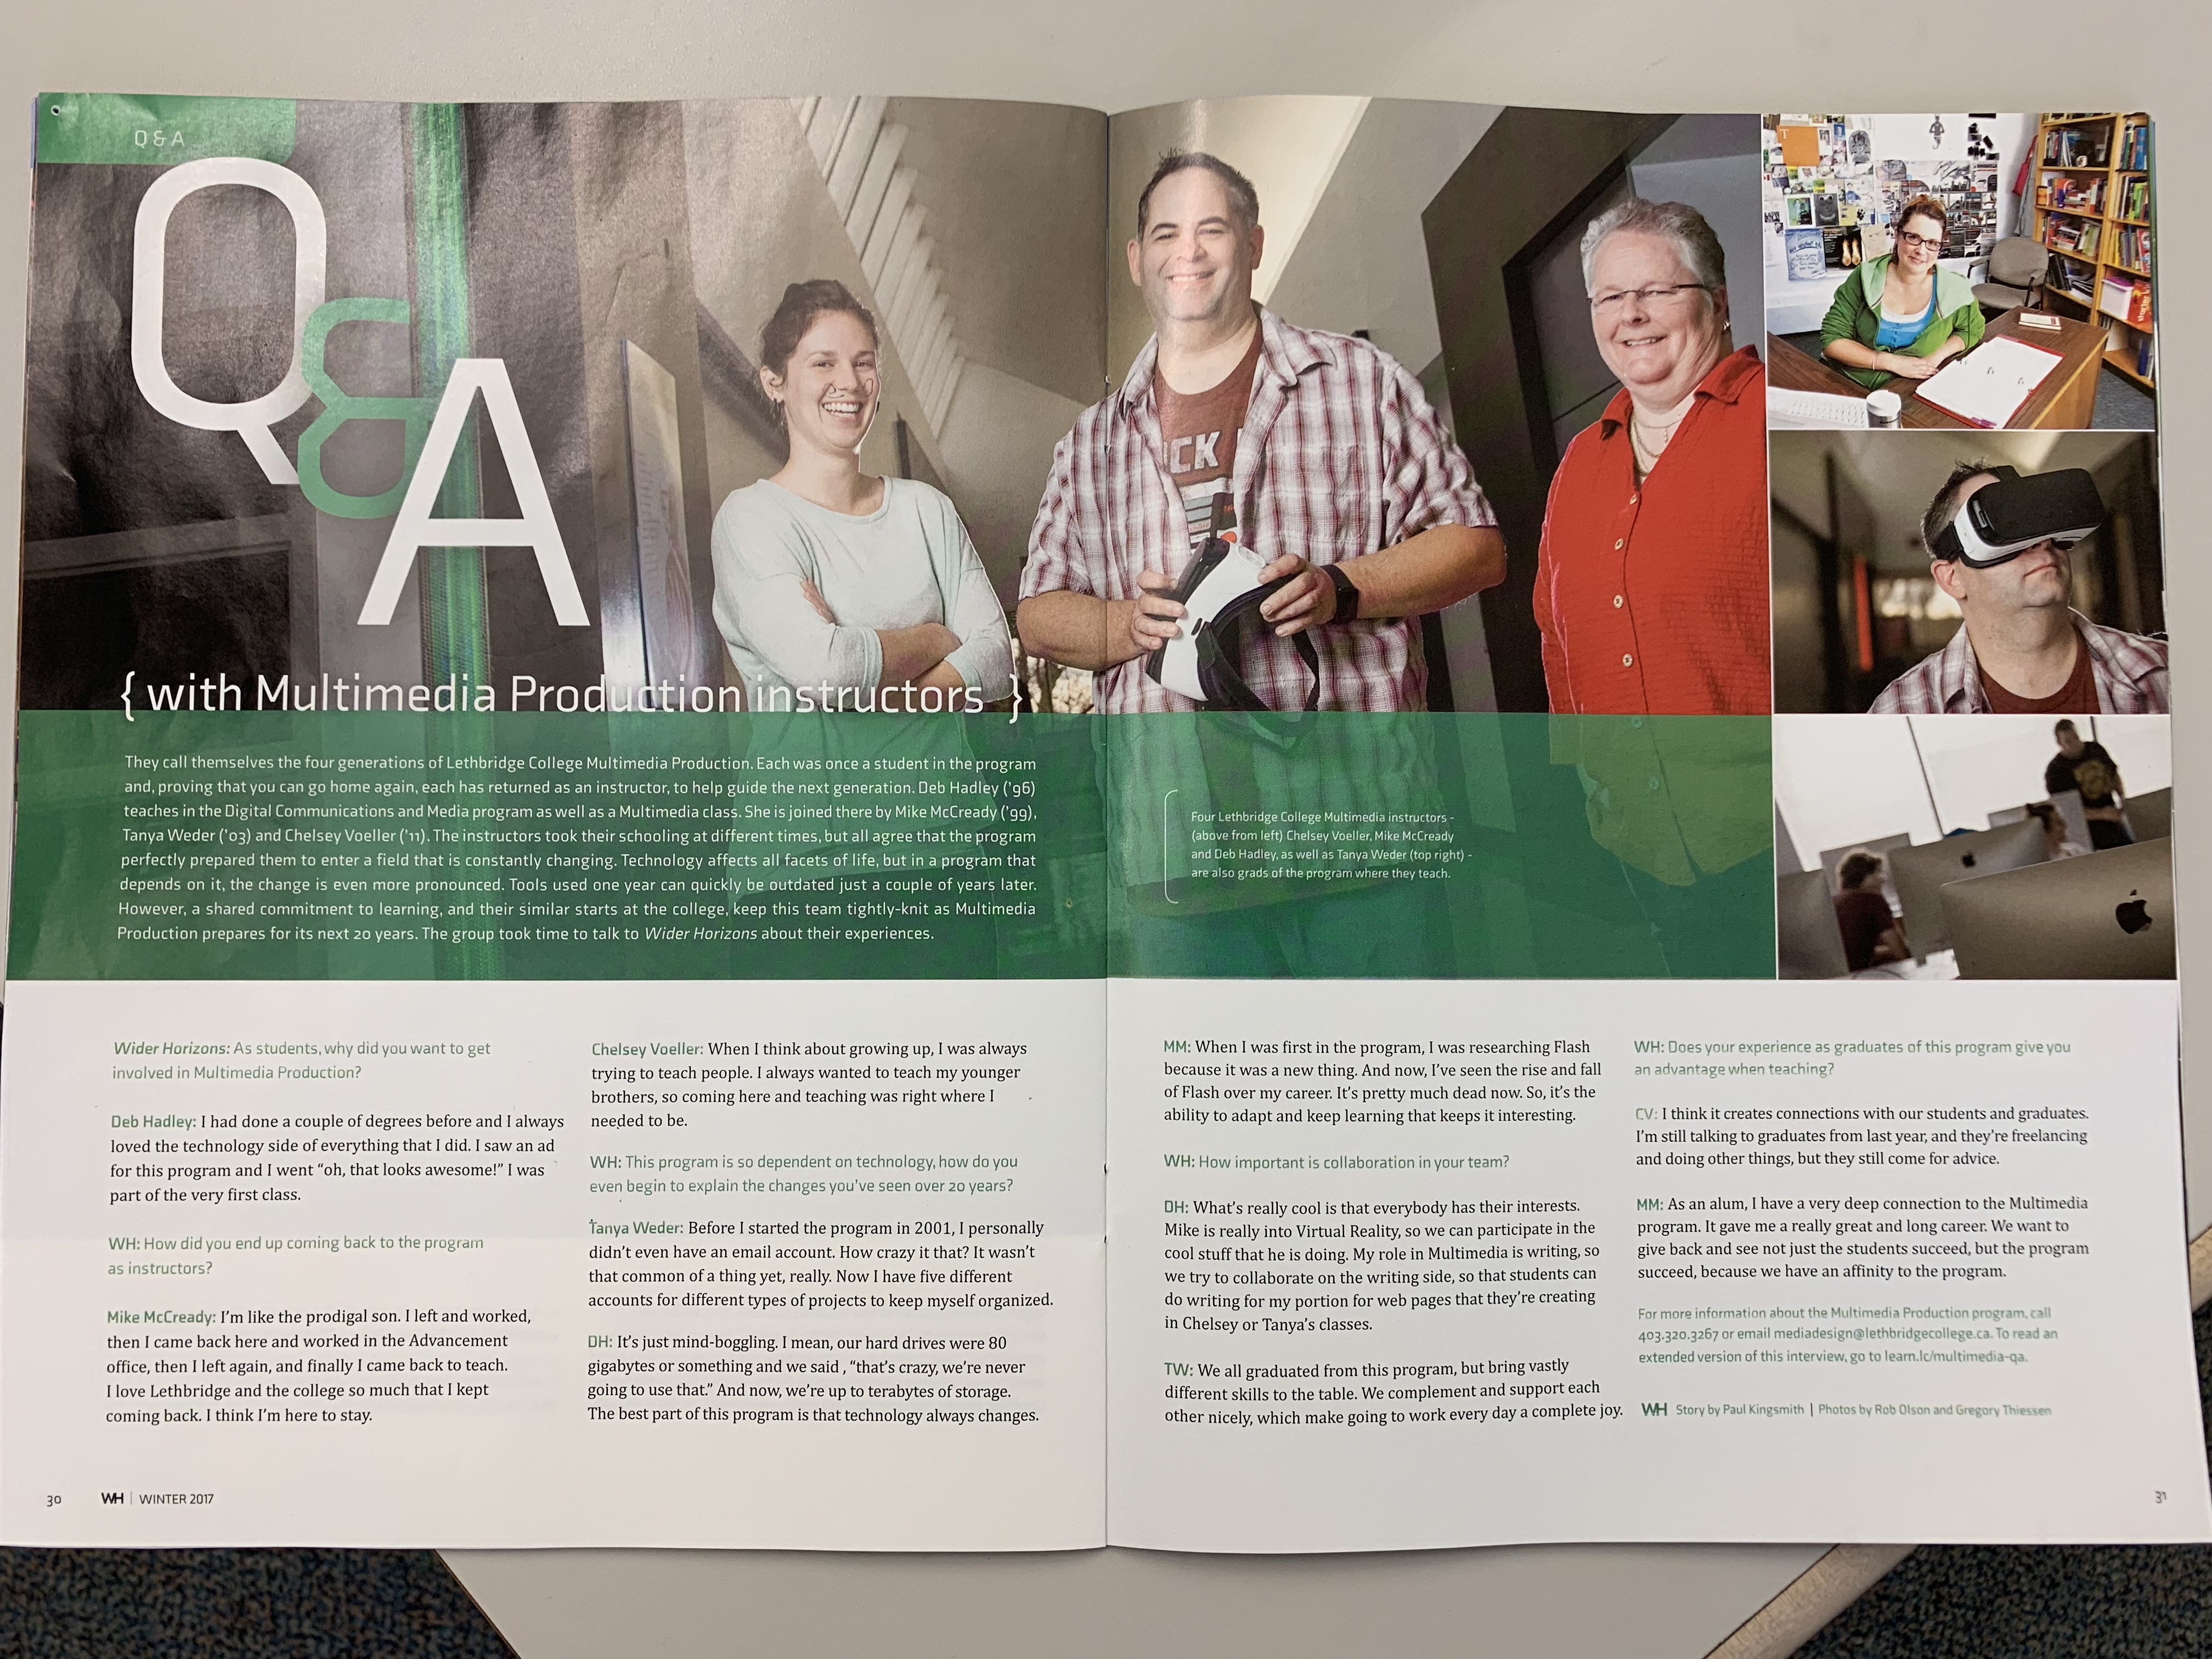 Q & A
Q
&
A
{ with Multimedia Production instructors }
They call themselves the four generations of Lethbridge College Multimedia Production. Each was once a student in the program
and, proving that you can go home again, each has returned as an instructor, to help guide the next generation. Deb Hadley ('96)
teaches in the Digital Communications and Media program as well as a Multimedia class. She is joined there by Mike McCready ('99),
Tanya Weder ('03) and Chelsey Voeller ('11). The instructors took their schooling at different times, but all agree that the program
perfectly prepared them to enter a field that is constantly changing. Technology affects all facets of life, but in a program that
depends on it, the change is even more pronounced. Tools used one year can quickly be outdated just a couple of years later.
However, a shared commitment to learning, and their similar starts at the college, keep this team tightly-knit as Multimedia
Production prepares for its next 20 years. The group took time to talk to Wider Horizons about their experiences.
Four Lethbridge College Multimedia instructors -
(above from left) Chelsey Voeller, Mike McCready
and Deb Hadley, as well as Tanya Weder (top right) -
are also grads of the program where they teach.
Wider Horizons: As students, why did you want to get
involved in Multimedia Production?
Deb Hadley: I had done a couple of degrees before and I always
loved the technology side of everything that I did. I saw an ad
for this program and I went “oh, that looks awesome!” I was
part of the very first class.
WH: How did you end up coming back to the program
as instructors?
Mike McCready: I'm like the prodigal son. I left and worked,
then I came back here and worked in the Advancement
office, then I left again, and finally I came back to teach.
I love Lethbridge and the college so much that I kept
coming back. I think I'm here to stay.
Chelsey Voeller: When I think about growing up, I was always
trying to teach people. I always wanted to teach my younger
brothers, so coming here and teaching was right where I
needed to be.
WH: This program is so dependent on technology, how do you
even begin to explain the changes you've seen over 20 years?
Tanya Weder: Before I started the program in 2001, I personally
didn't even have an email account. How crazy it that? It wasn't
that common of a thing yet, really. Now I have five different
accounts for different types of projects to keep myself organized.
DH: It's just mind-boggling. I mean, our hard drives were 80
gigabytes or something and we said , “that's crazy, we're never
going to use that.” And now, we're up to terabytes of storage.
The best part of this program is that technology always changes.
MM: When I was first in the program, I was researching Flash
because it was a new thing. And now, I've seen the rise and fall
of Flash over my career. It's pretty much dead now. So, it's the
ability to adapt and keep learning that keeps it interesting.
WH: How important is collaboration in your team?
DH: What's really cool is that everybody has their interests.
Mike is really into Virtual Reality, so we can participate in the
cool stuff that he is doing. My role in Multimedia is writing, so
we try to collaborate on the writing side, so that students can
do writing for my portion for web pages that they're creating
in Chelsey or Tanya's classes.
TW: We all graduated from this program, but bring vastly
different skills to the table. We complement and support each
other nicely, which make going to work every day a complete joy.
WH: Does your experience as graduates of this program give you
an advantage when teaching?
CV: I think it creates connections with our students and graduates.
I'm still talking to graduates from last year, and they're freelancing
and doing other things, but they still come for advice.
MM: As an alum, I have a very deep connection to the Multimedia
program. It gave me a really great and long career. We want to
give back and see not just the students succeed, but the program
succeed, because we have an affinity to the program.
For more information about the Multimedia Production program, call
403.320.3267 or email mediadesign@lethbridgecollege.ca. To read an
extended version of this interview, go to learn.lc/multimedia-qa.
WH Story by Paul Kingsmith | Photos by Rob Olson and Gregory Thiessen
30 WH | WINTER 2017
31